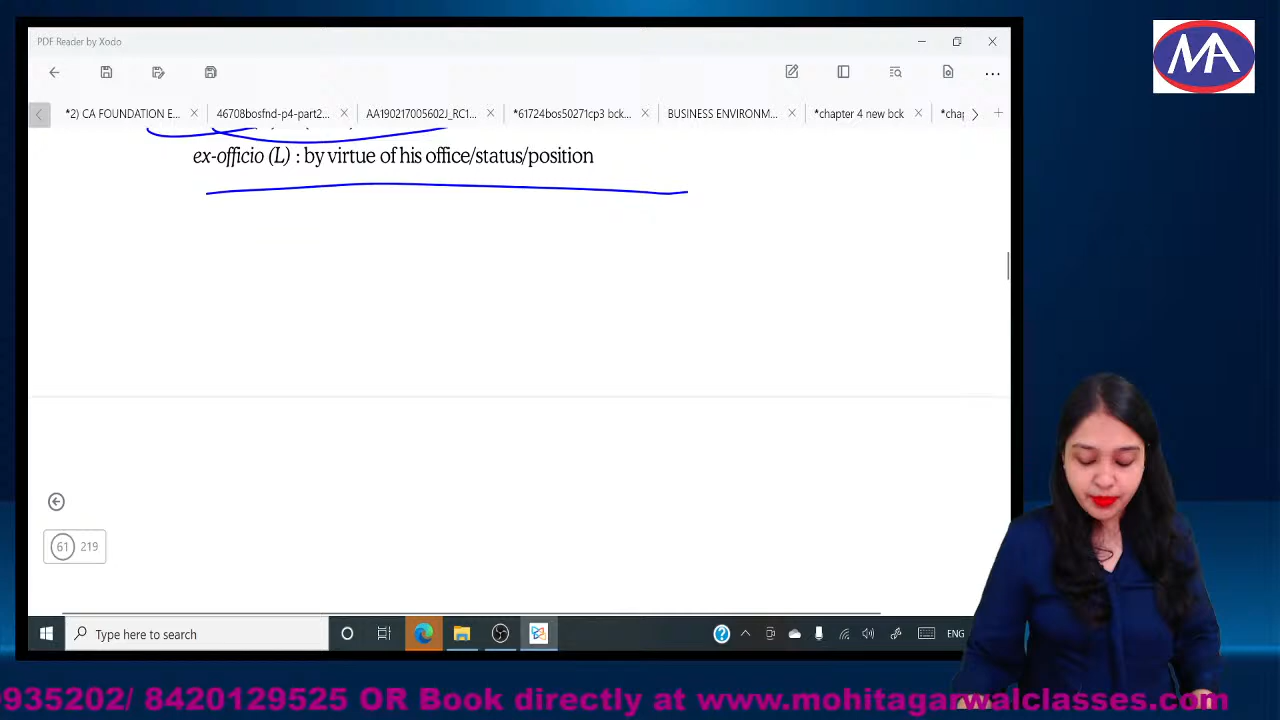 PDF Reader by Xodo
*2) CA FOUNDATION E... 46708bosfnd-p4-part2... AA190217005602J_RC1... *61724bos50271cp3 bck... BUSINESS ENVIRONM... *chapter 4 new bck *chap
ex-officio (L) : by virtue of his office/status/position
61 219
Type here to search
ENG
MA
9935202/ 8420129525 OR Book directly at www.mohitagarwalclasses.com